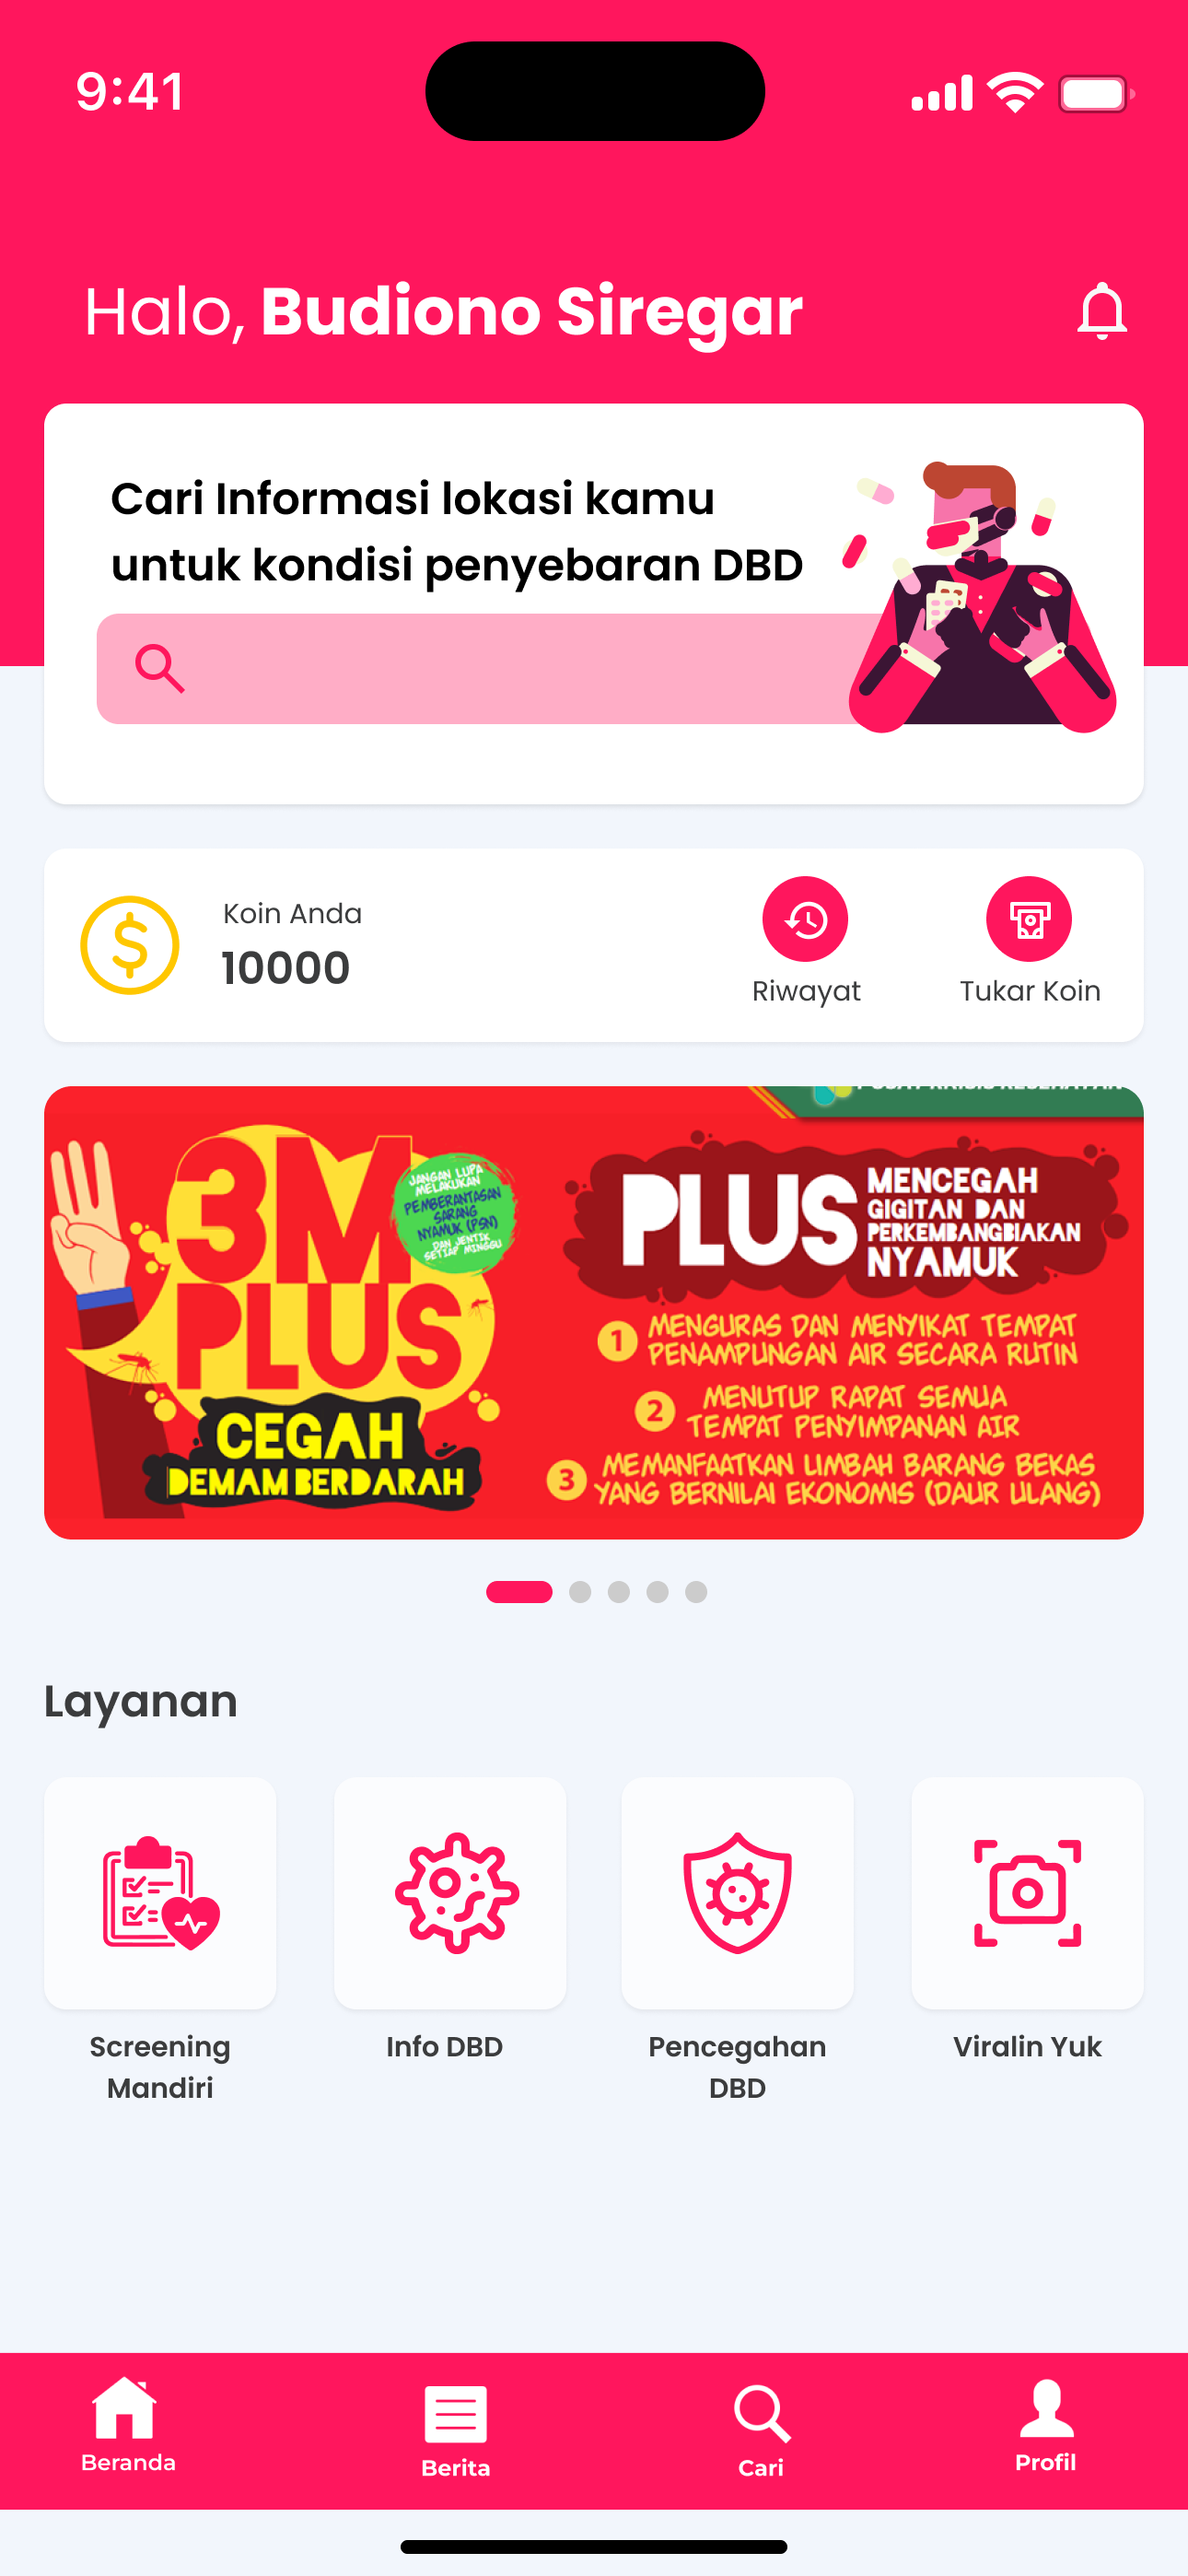 9:41
Halo, Budiono Siregar
Cari Informasi lokasi kamu
untuk kondisi penyebaran DBD
Koin Anda
10000
Riwayat
Tukar Koin
3M
PLUS
JANGAN LUPA
MELAKUKAN
PEMBERANTASAN
SARANG
NYAMUK (PSN)
DAN JENTIK
SETIAP MINGGU
CEGAH
DEMAM BERDARAH
PLUS
MENCEGAH
GIGITAN DAN
PERKEMBANGBIAKAN
NYAMUK
1 MENGURAS DAN MENYIKAT TEMPAT
PENAMPUNGAN AIR SECARA RUTIN
2 MENUTUP RAPAT SEMUA
TEMPAT PENYIMPANAN AIR
3 MEMANFAATKAN LIMBAH BARANG BEKAS
YANG BERNILAI EKONOMIS (DAUR ULANG)
Layanan
Screening
Mandiri
Info DBD
Pencegahan
DBD
Viralin Yuk
Beranda
Berita
Cari
Profil